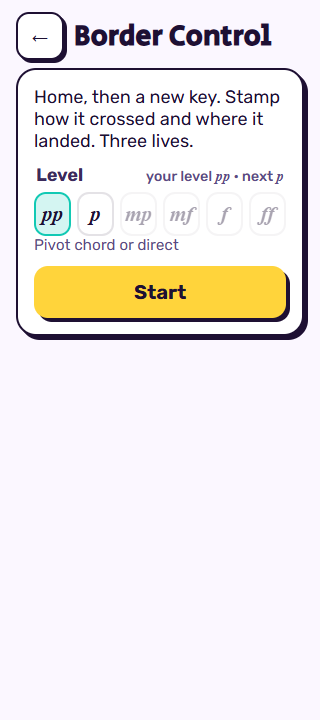 ← Border Control
Home, then a new key. Stamp
how it crossed and where it
landed. Three lives.
Level your level pp • next p
pp p mp mf f ff
Pivot chord or direct
Start